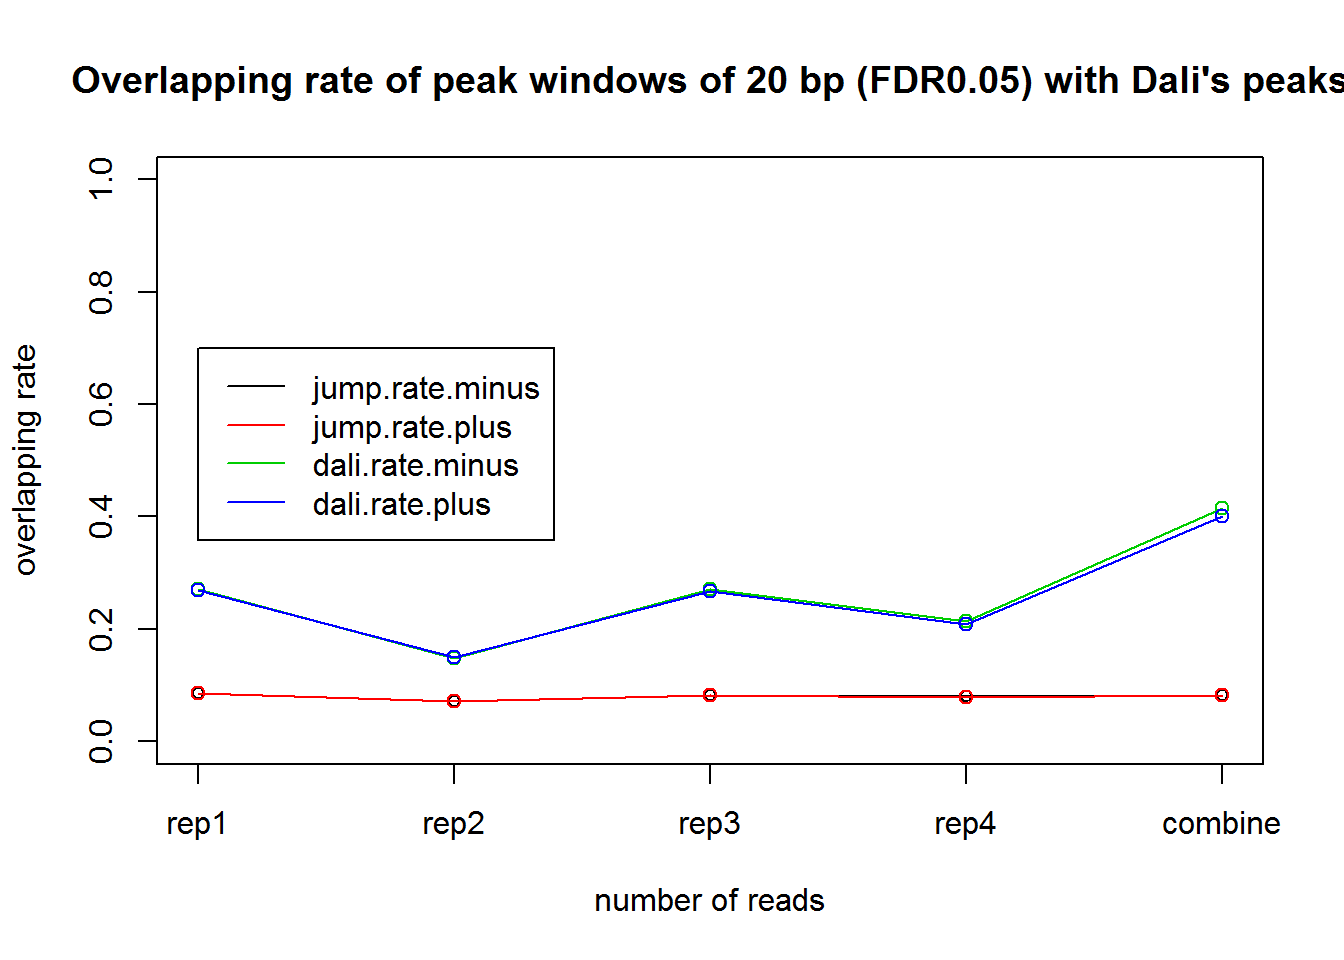 Overlapping rate of peak windows of 20 bp (FDR0.05) with Dali's peaks
overlapping rate
1.0
0.8
0.6
0.4
0.2
0.0
jump.rate.minus
jump.rate.plus
dali.rate.minus
dali.rate.plus
rep1 rep2 rep3 rep4 combine
number of reads